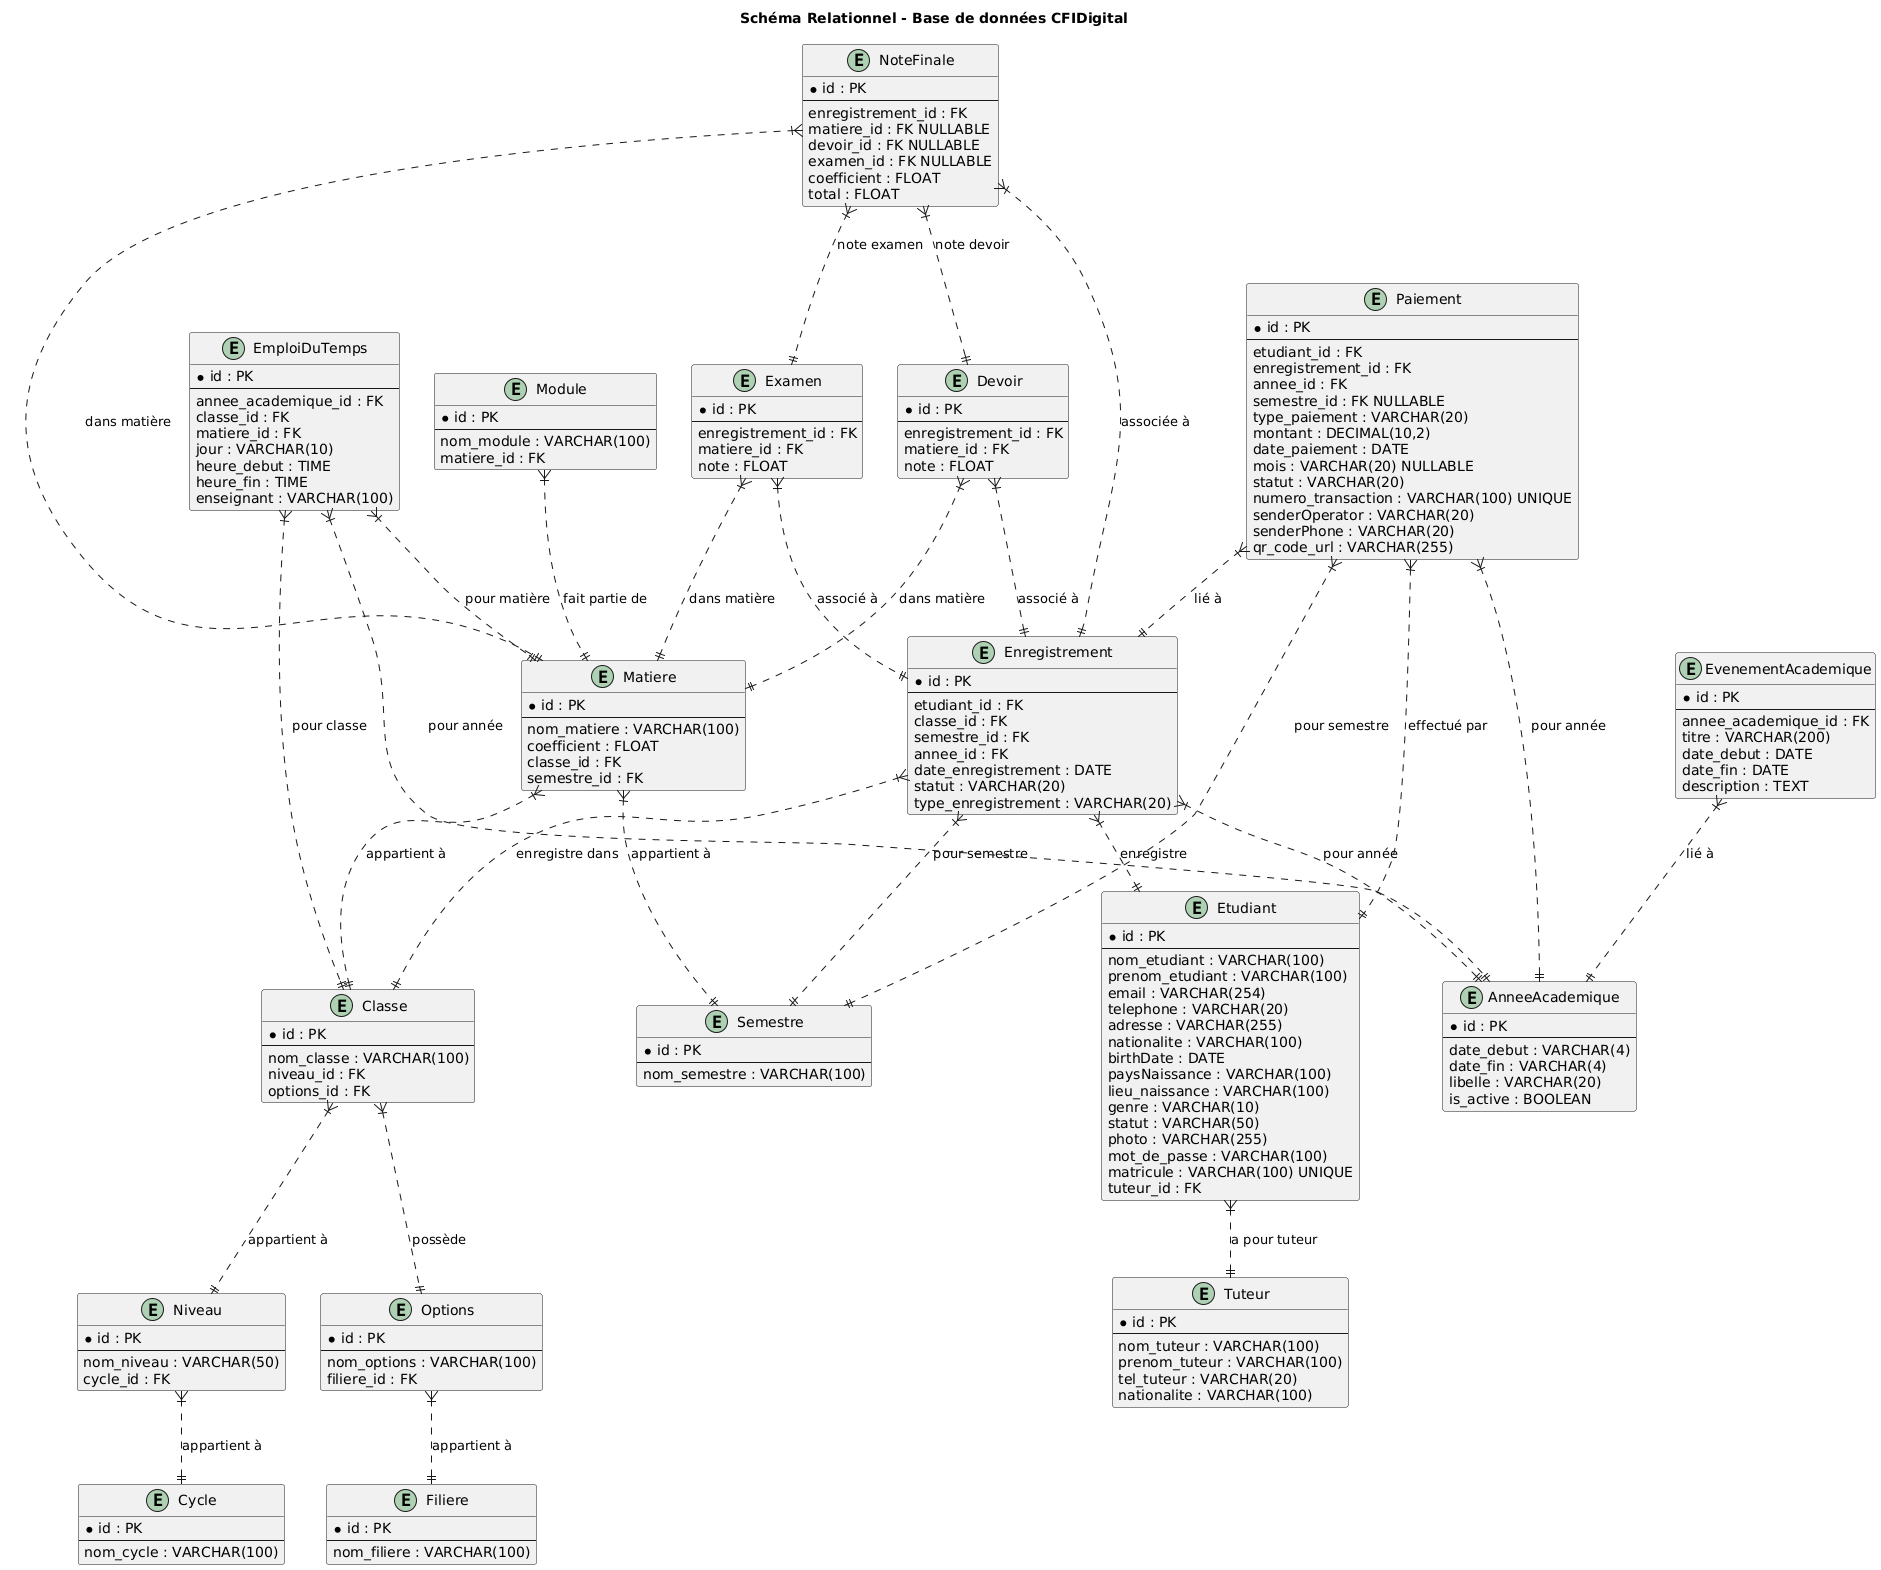 Schéma Relationnel - Base de données CFIDigital
E NoteFinale
* id : PK
enregistrement_id : FK
matiere_id : FK NULLABLE
devoir_id : FK NULLABLE
examen_id : FK NULLABLE
coefficient : FLOAT
total : FLOAT
note examen
note devoir
dans matière
associée à
E EmploiDuTemps
* id : PK
annee_academique_id : FK
classe_id : FK
matiere_id : FK
jour : VARCHAR(10)
heure_debut : TIME
heure_fin : TIME
enseignant : VARCHAR(100)
E Module
* id : PK
nom_module : VARCHAR(100)
matiere_id : FK
E Examen
* id : PK
enregistrement_id : FK
matiere_id : FK
note : FLOAT
E Devoir
* id : PK
enregistrement_id : FK
matiere_id : FK
note : FLOAT
E Paiement
* id : PK
etudiant_id : FK
enregistrement_id : FK
annee_id : FK
semestre_id : FK NULLABLE
type_paiement : VARCHAR(20)
montant : DECIMAL(10,2)
date_paiement : DATE
mois : VARCHAR(20) NULLABLE
statut : VARCHAR(20)
numero_transaction : VARCHAR(100) UNIQUE
senderOperator : VARCHAR(20)
senderPhone : VARCHAR(20)
qr_code_url : VARCHAR(255)
pour matière
fait partie de
dans matière
associé à
dans matière
associé à
lié à
pour classe
pour année
E Matiere
* id : PK
nom_matiere : VARCHAR(100)
coefficient : FLOAT
classe_id : FK
semestre_id : FK
E Enregistrement
* id : PK
etudiant_id : FK
classe_id : FK
semestre_id : FK
annee_id : FK
date_enregistrement : DATE
statut : VARCHAR(20)
type_enregistrement : VARCHAR(20)
pour semestre
effectué par
pour année
E EvenementAcademique
* id : PK
annee_academique_id : FK
titre : VARCHAR(200)
date_debut : DATE
date_fin : DATE
description : TEXT
appartient à
enregistre dans
appartient à
pour semestre
enregistre
pour année
lié à
E Classe
* id : PK
nom_classe : VARCHAR(100)
niveau_id : FK
options_id : FK
E Semestre
* id : PK
nom_semestre : VARCHAR(100)
E Etudiant
* id : PK
nom_etudiant : VARCHAR(100)
prenom_etudiant : VARCHAR(100)
email : VARCHAR(254)
telephone : VARCHAR(20)
adresse : VARCHAR(255)
nationalite : VARCHAR(100)
birthDate : DATE
paysNaissance : VARCHAR(100)
lieu_naissance : VARCHAR(100)
genre : VARCHAR(10)
statut : VARCHAR(50)
photo : VARCHAR(255)
mot_de_passe : VARCHAR(100)
matricule : VARCHAR(100) UNIQUE
tuteur_id : FK
E AnneeAcademique
* id : PK
date_debut : VARCHAR(4)
date_fin : VARCHAR(4)
libelle : VARCHAR(20)
is_active : BOOLEAN
appartient à
possède
a pour tuteur
E Niveau
* id : PK
nom_niveau : VARCHAR(50)
cycle_id : FK
E Options
* id : PK
nom_options : VARCHAR(100)
filiere_id : FK
E Tuteur
* id : PK
nom_tuteur : VARCHAR(100)
prenom_tuteur : VARCHAR(100)
tel_tuteur : VARCHAR(20)
nationalite : VARCHAR(100)
appartient à
appartient à
E Cycle
* id : PK
nom_cycle : VARCHAR(100)
E Filiere
* id : PK
nom_filiere : VARCHAR(100)